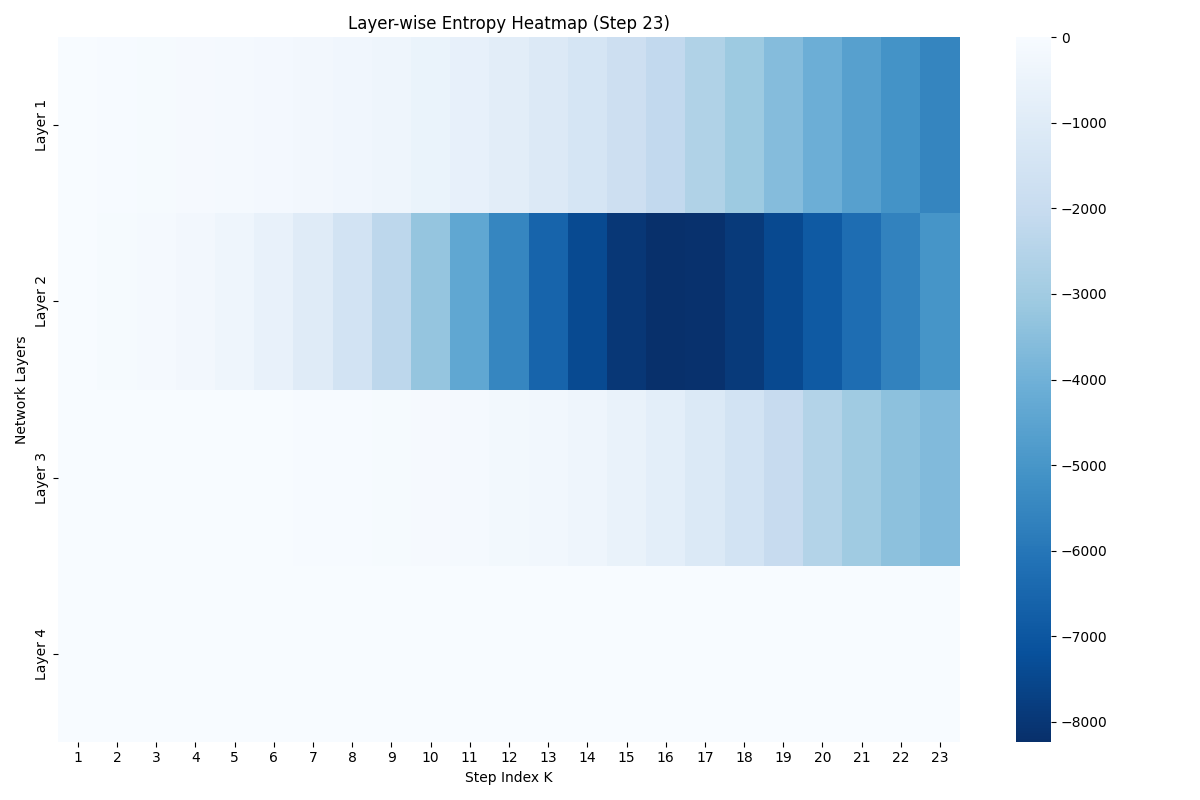 Layer-wise Entropy Heatmap (Step 23)
Network Layers
Layer 1
Layer 2
Layer 3
Layer 4
1 2 3 4 5 6 7 8 9 10 11 12 13 14 15 16 17 18 19 20 21 22 23
Step Index K
0
−1000
−2000
−3000
−4000
−5000
−6000
−7000
−8000